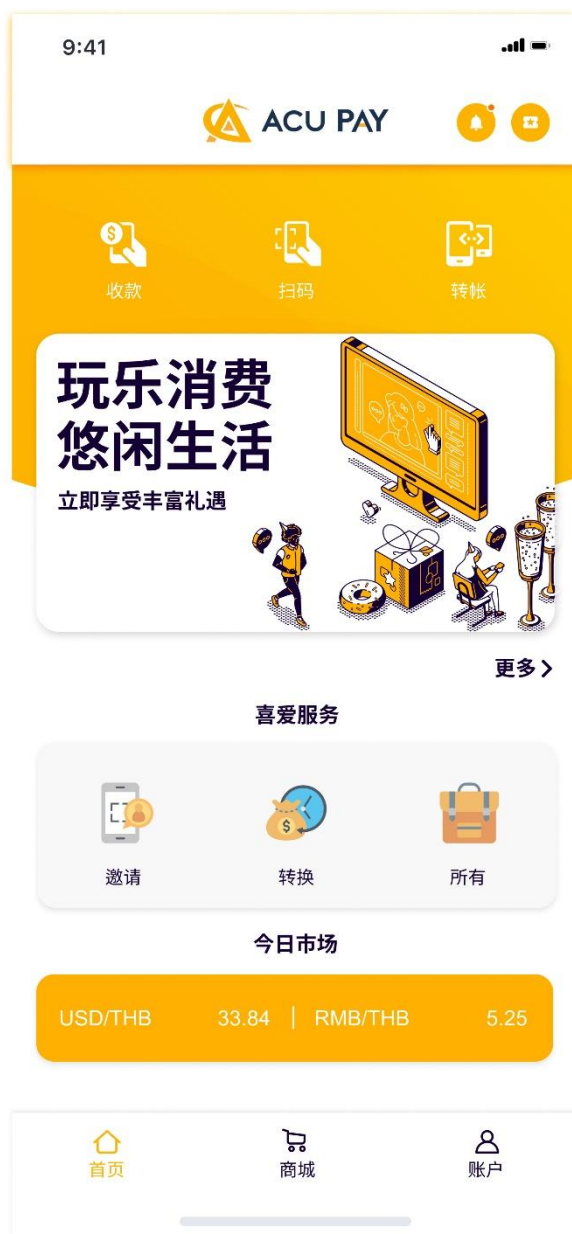 9:41
ACU PAY
收款 扫码 转帐
玩乐消费
悠闲生活
立即享受丰富礼遇
更多
喜爱服务
邀请 转换 所有
今日市场
USD/THB 33.84 | RMB/THB 5.25
首页 商城 账户